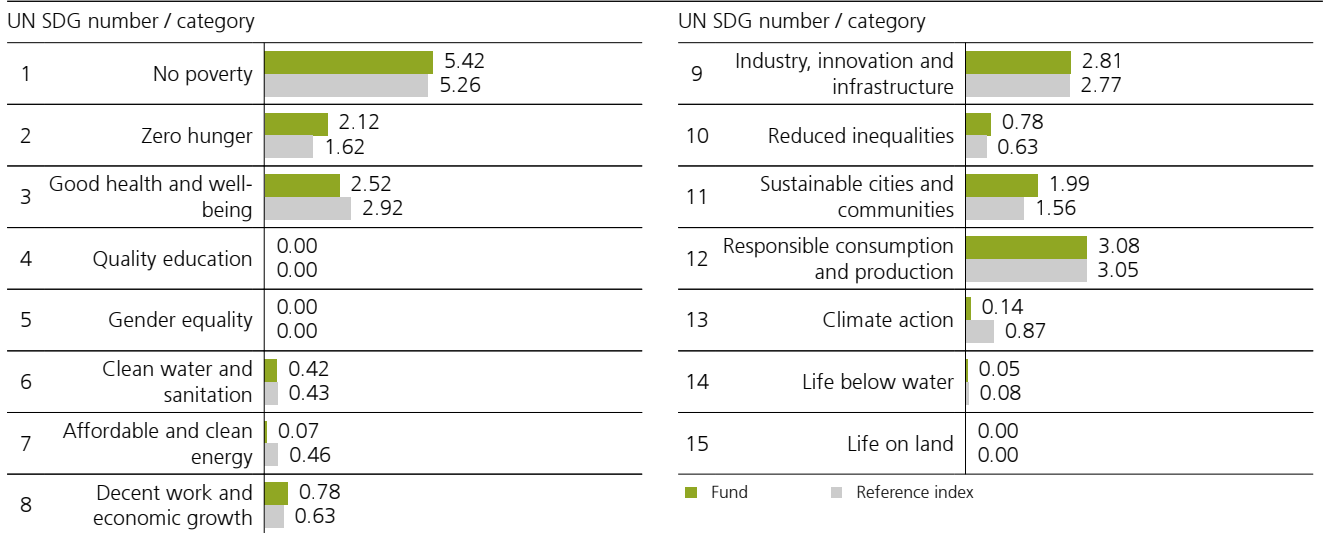 UN SDG number / category
1
No poverty
5.42
5.26
2
Zero hunger
2.12
1.62
3
Good health and well-
being
2.52
2.92
4
Quality education
0.00
0.00
5
Gender equality
0.00
0.00
6
Clean water and
sanitation
0.42
0.43
7
Affordable and clean
energy
0.07
0.46
8
Decent work and
economic growth
0.78
0.63
UN SDG number / category
9
Industry, innovation and
infrastructure
2.81
2.77
10
Reduced inequalities
0.78
0.63
11
Sustainable cities and
communities
1.99
1.56
12
Responsible consumption
and production
3.08
3.05
13
Climate action
0.14
0.87
14
Life below water
0.05
0.08
15
Life on land
0.00
0.00
Fund
Reference index